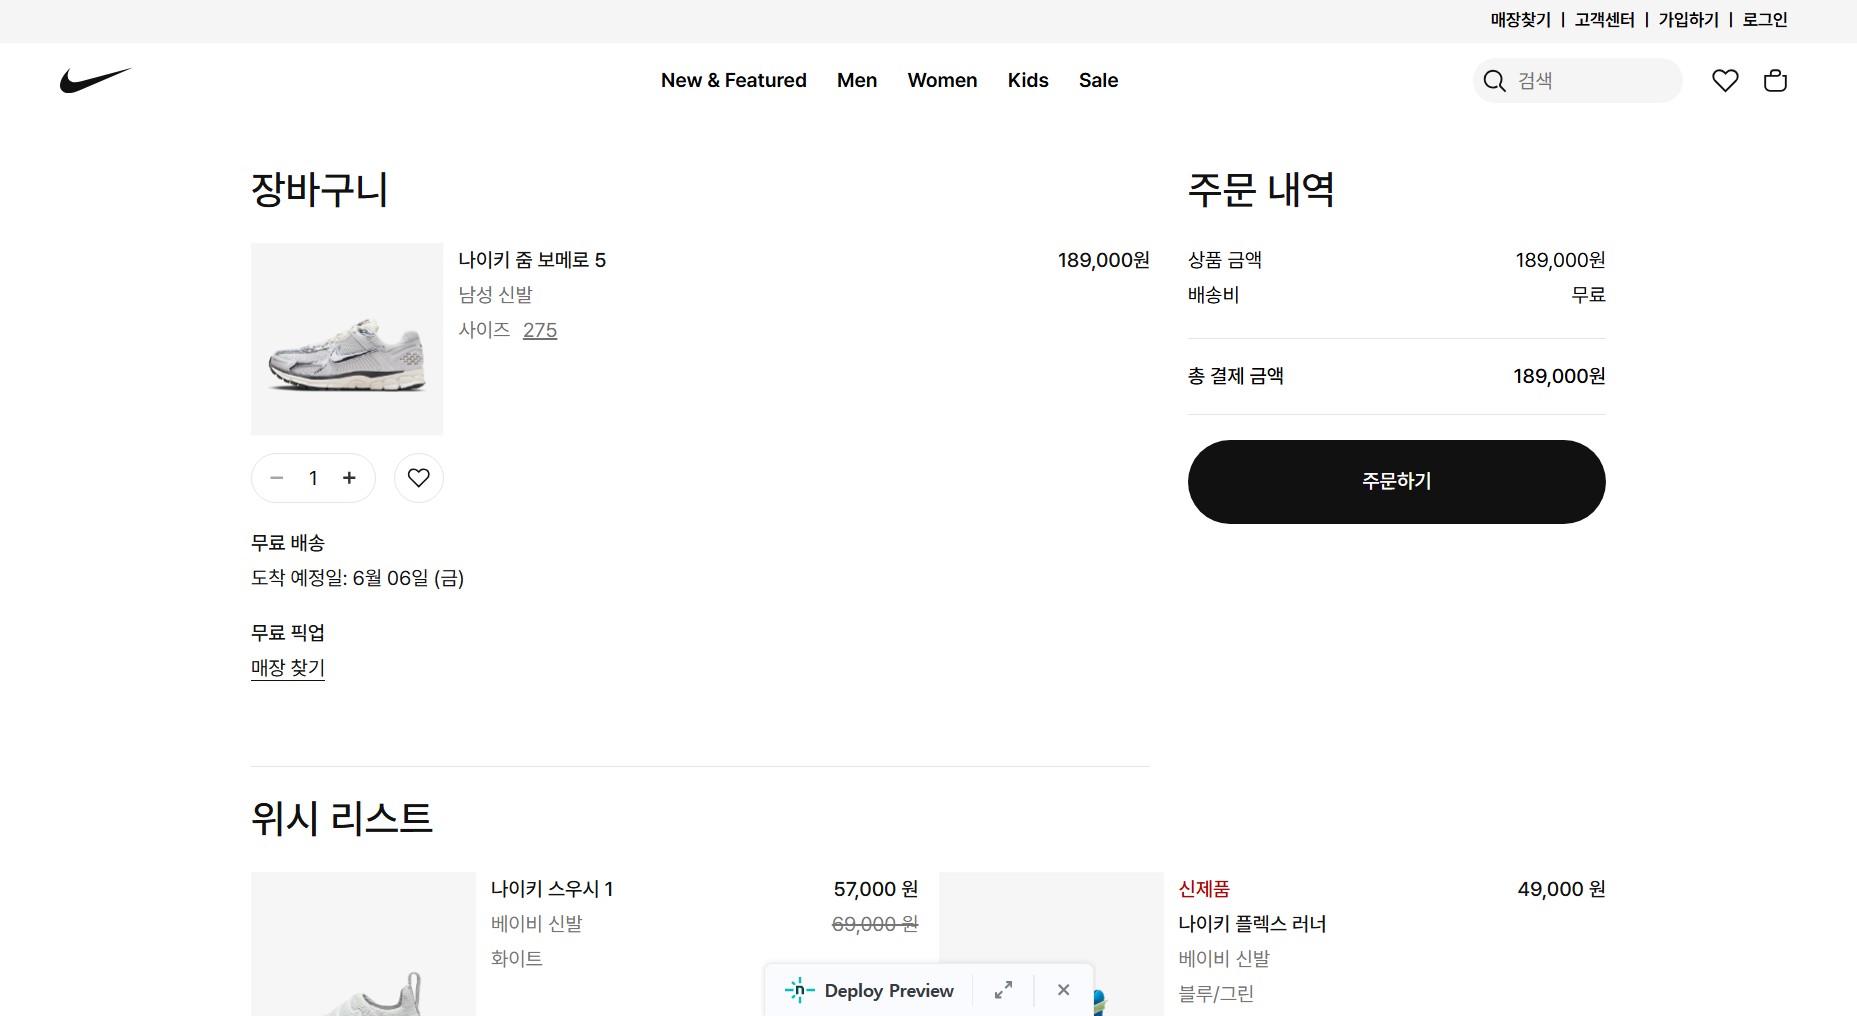 매장찾기 | 고객센터 | 가입하기 | 로그인
New & Featured Men Women Kids Sale
검색
장바구니
나이키 줌 보메로 5
189,000원
남성 신발
사이즈 275
1
무료 배송
도착 예정일: 6월 06일 (금)
무료 픽업
매장 찾기
주문 내역
상품 금액 189,000원
배송비 무료
총 결제 금액 189,000원
주문하기
위시 리스트
나이키 스우시 1 57,000 원
베이비 신발 69,000 원
화이트
신제품 49,000 원
나이키 플렉스 러너
베이비 신발
블루/그린
n Deploy Preview